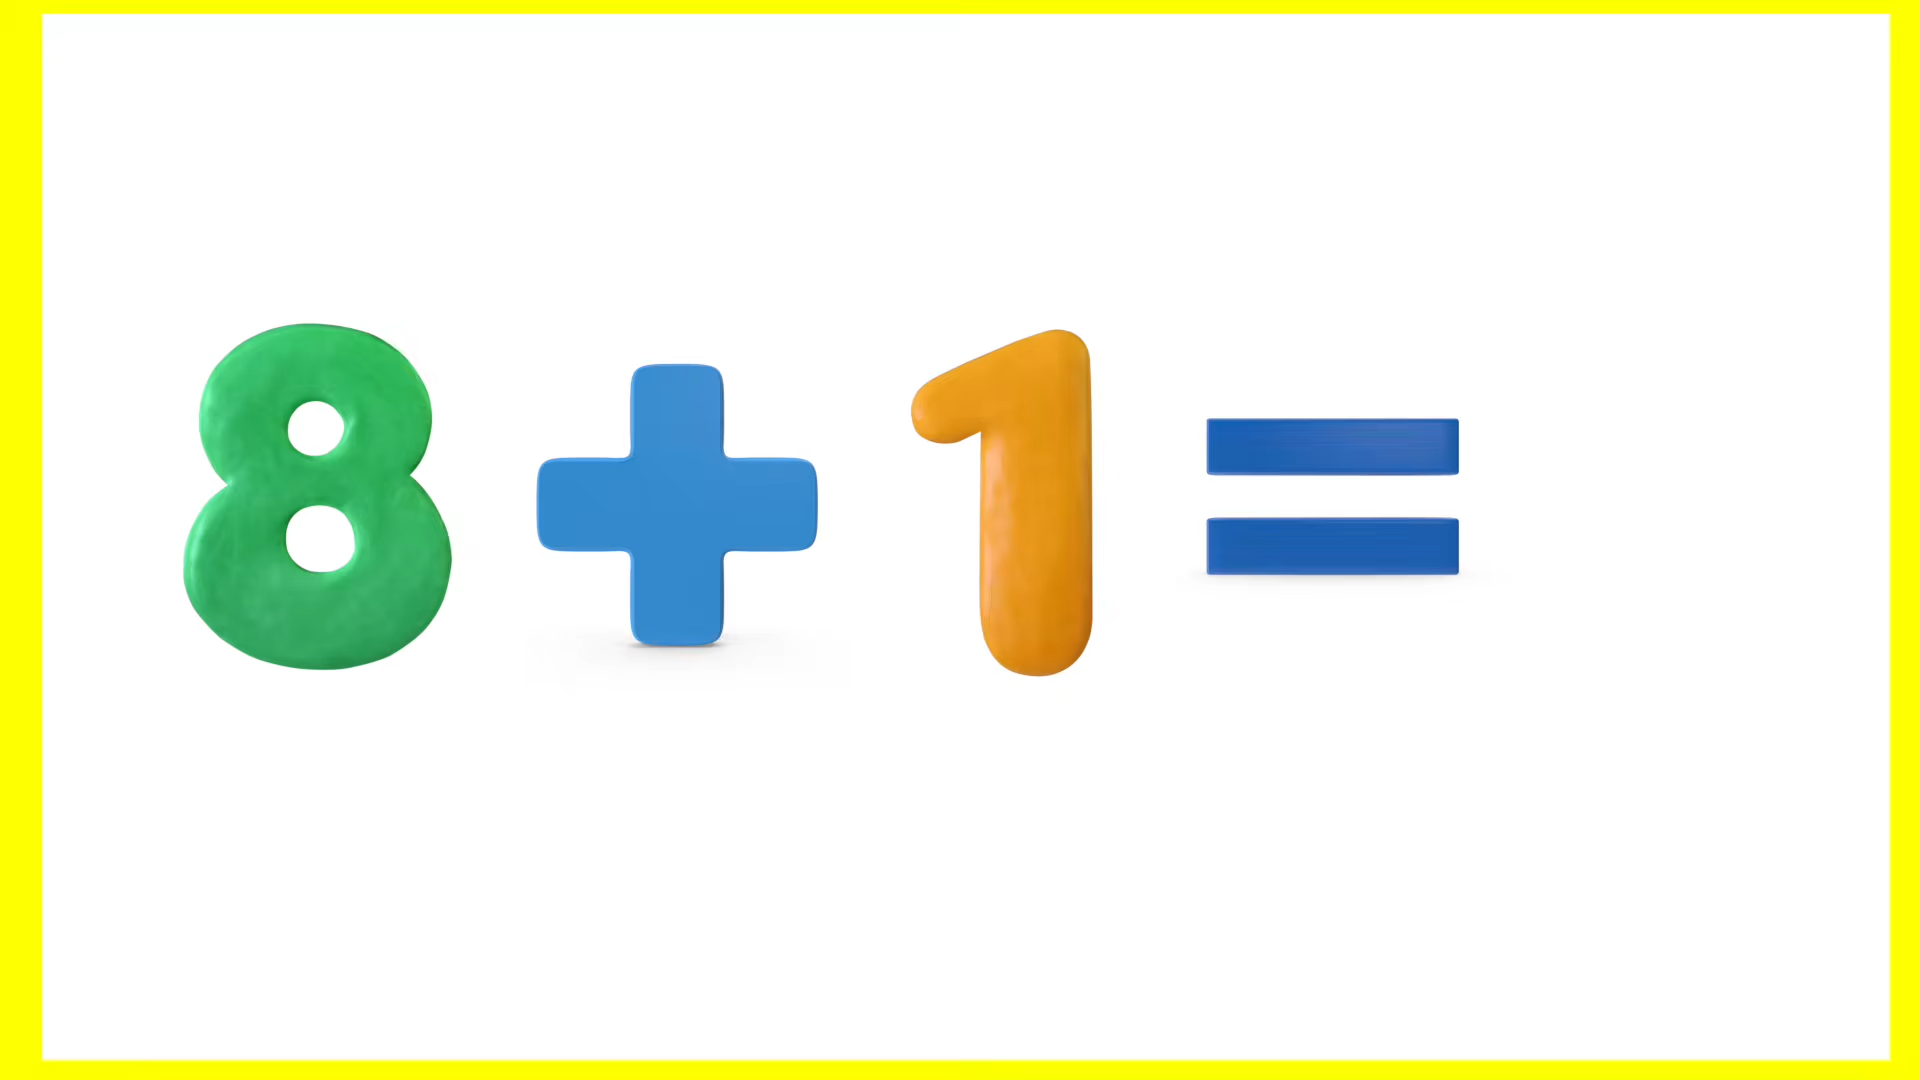 8 + 1 =